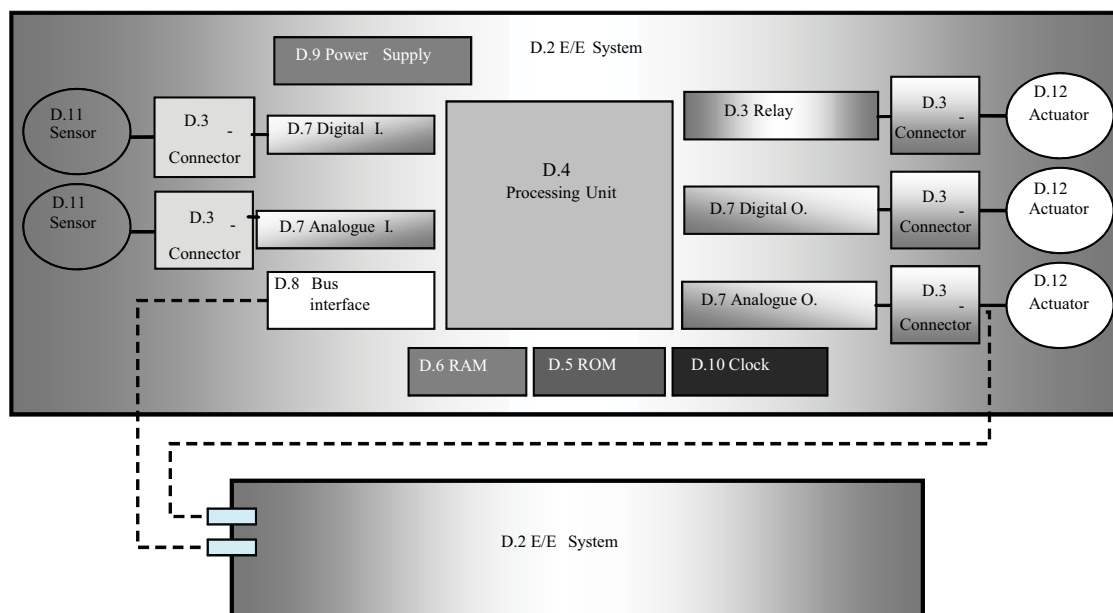 D.2 E/E System
D.9 Power Supply
D.11
Sensor
D.3
-
Connector
D.7 Digital I.
D.11
Sensor
D.3
-
Connector
D.7 Analogue I.
D.8 Bus
interface
D.4
Processing Unit
D.3 Relay
D.3
-
Connector
D.12
Actuator
D.7 Digital O.
D.3
-
Connector
D.12
Actuator
D.7 Analogue O.
D.3
-
Connector
D.12
Actuator
D.6 RAM
D.5 ROM
D.10 Clock
D.2 E/E System